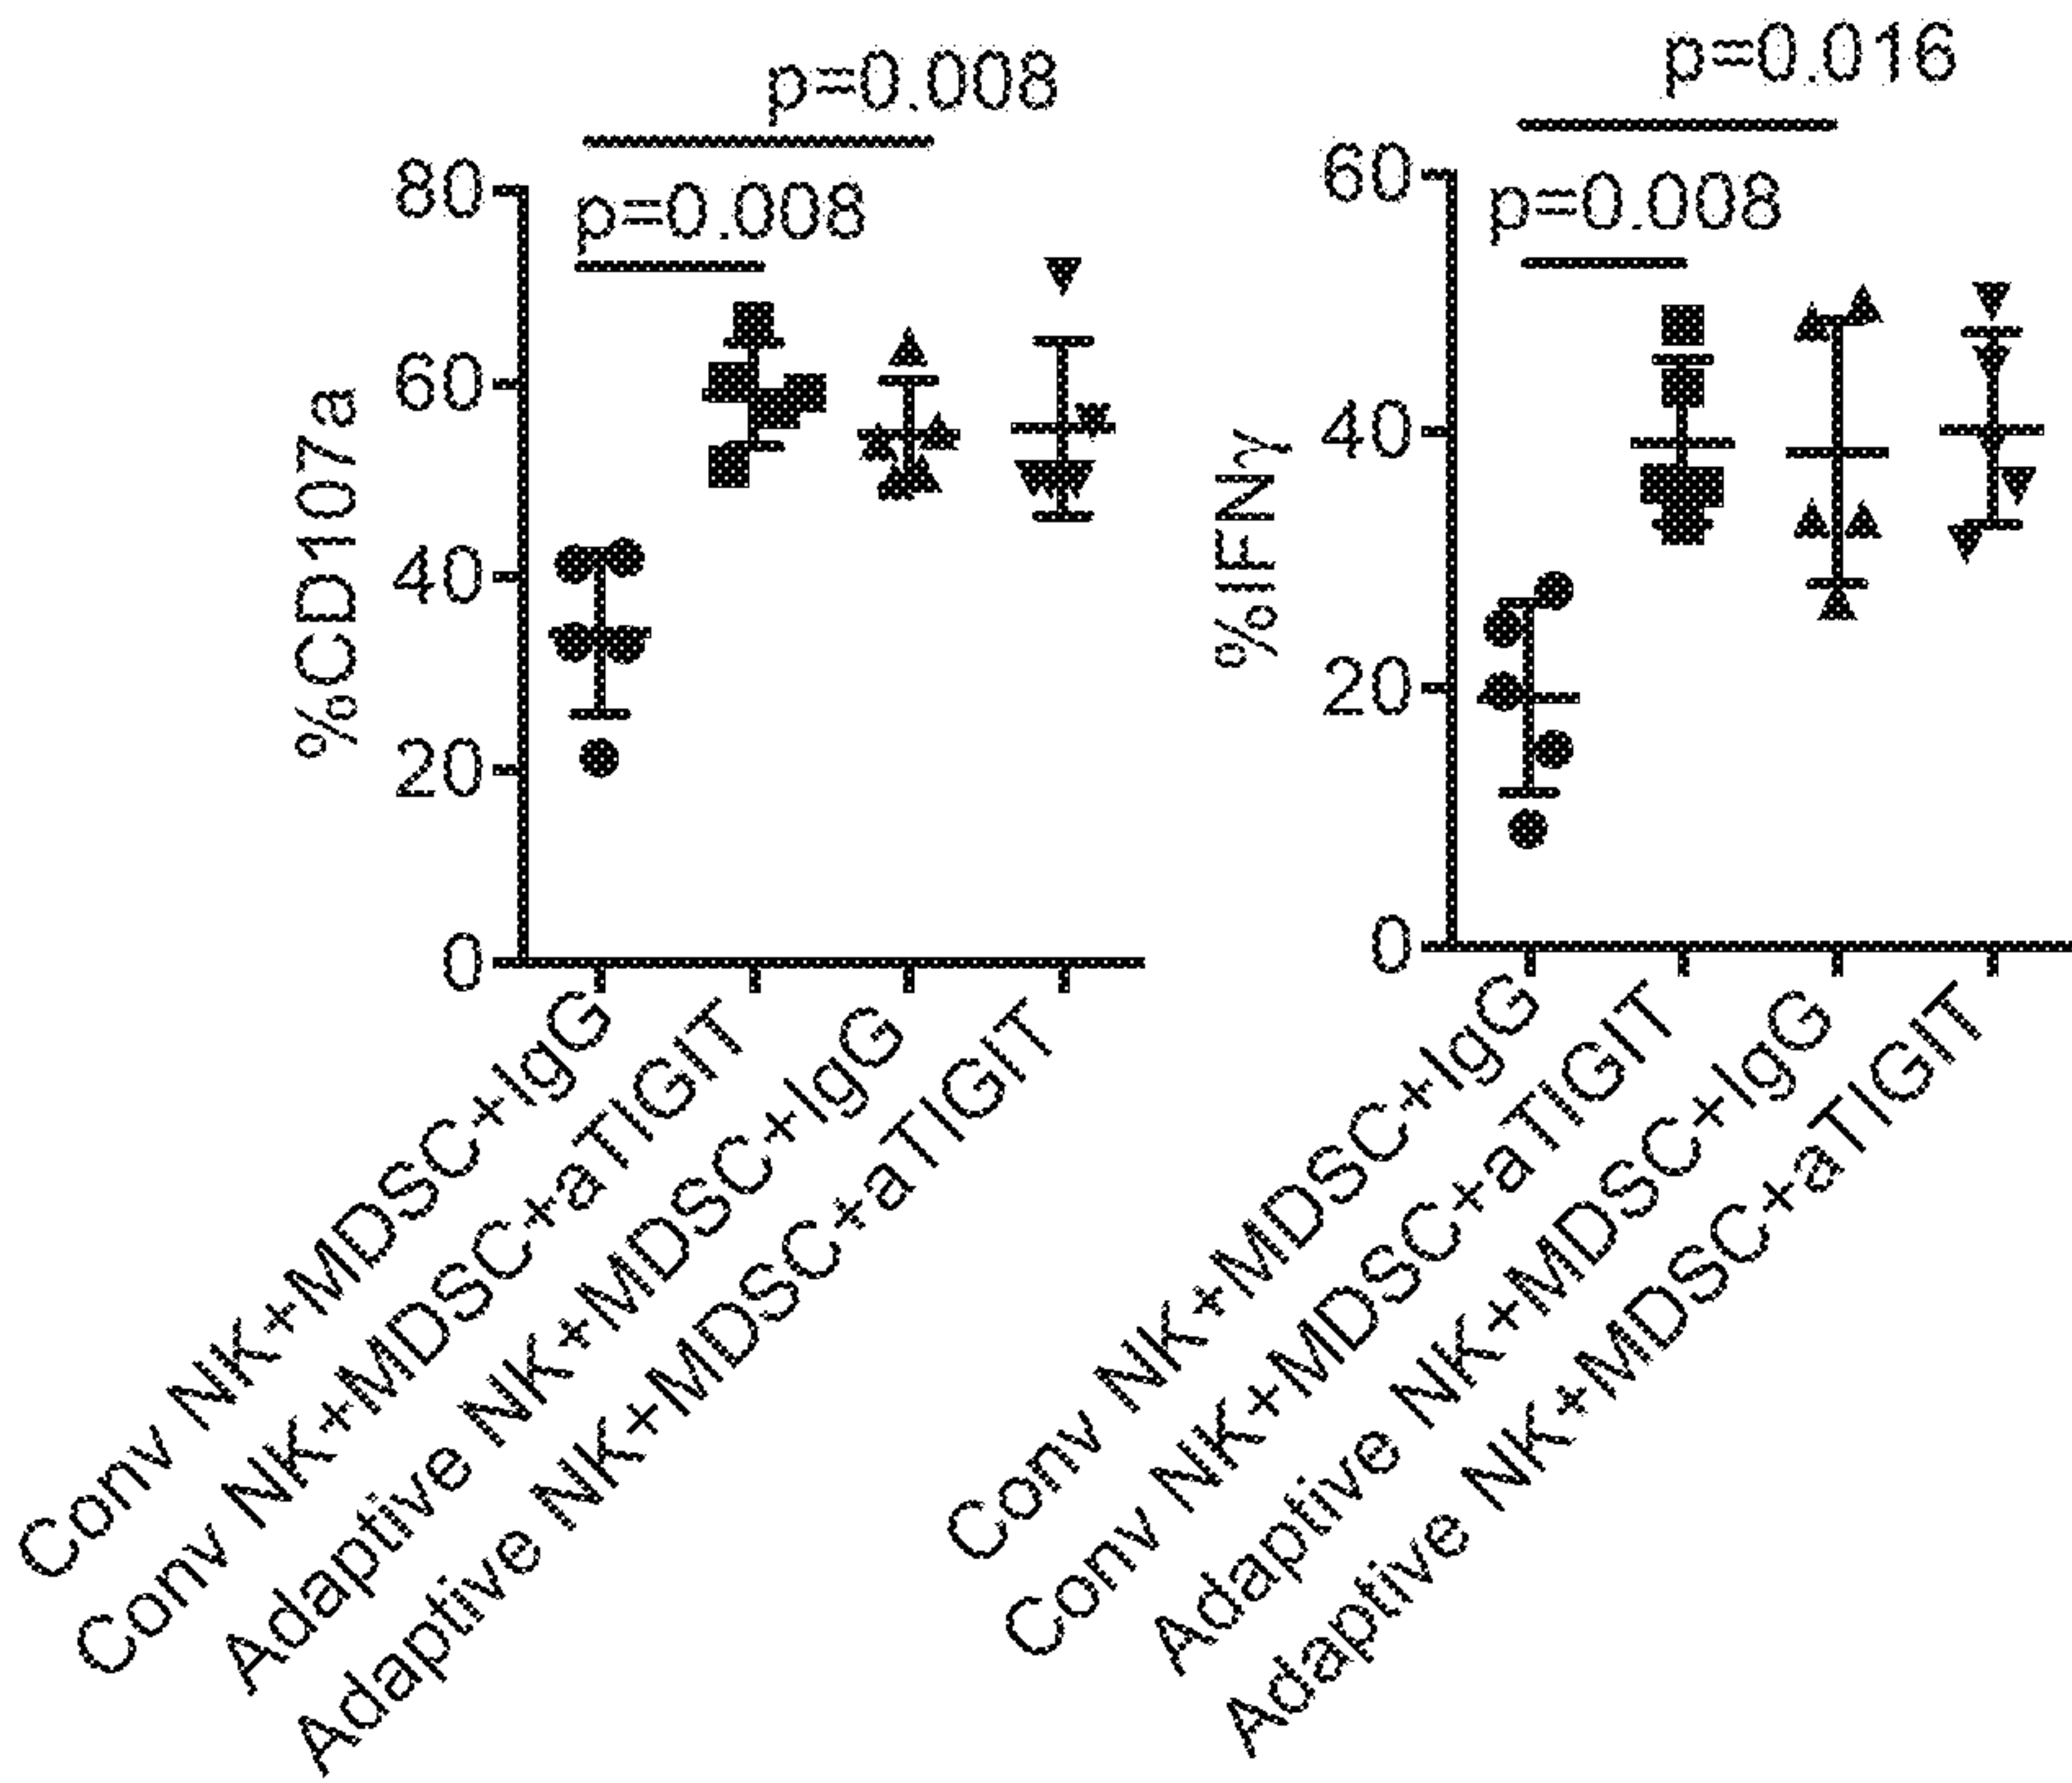 p=0.008
p=0.008
80
60
40
20
0
%CD107a
Conv NK+MDSC+IgG
Conv NK+MDSC+aTIGIT
Adaptive NK+MDSC+IgG
Adaptive NK+MDSC+aTIGIT
p=0.016
p=0.008
60
40
20
0
%IFNγ
Conv NK+MDSC+IgG
Conv NK+MDSC+aTIGIT
Adaptive NK+MDSC+IgG
Adaptive NK+MDSC+aTIGIT